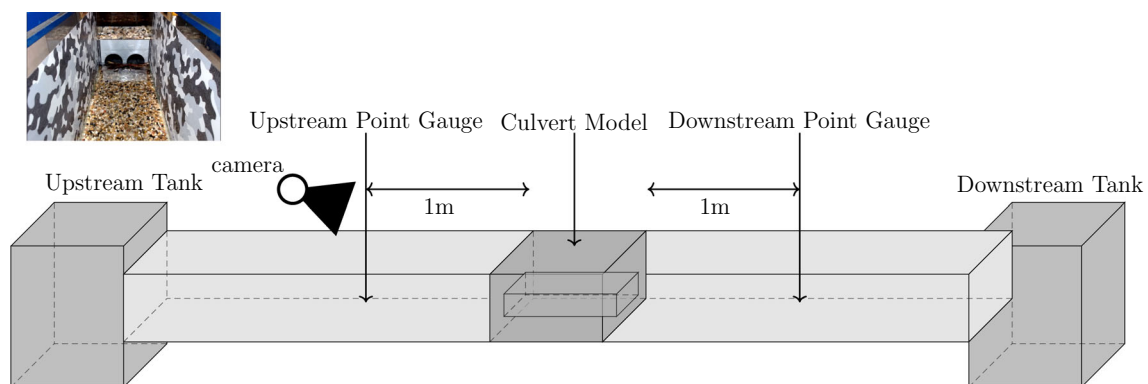 Upstream Point Gauge
Culvert Model
Downstream Point Gauge
camera
Upstream Tank
Downstream Tank
1m
1m